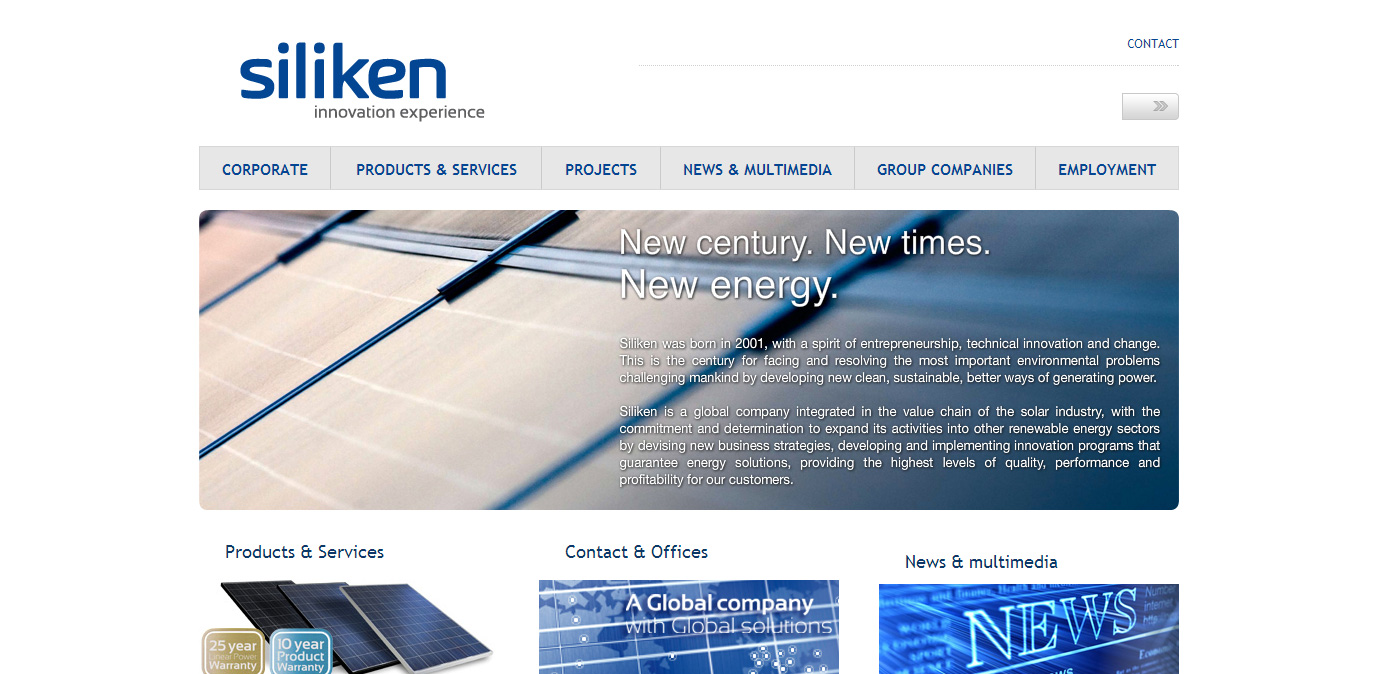 siliken
innovation experience
CONTACT
CORPORATE
PRODUCTS & SERVICES
PROJECTS
NEWS & MULTIMEDIA
GROUP COMPANIES
EMPLOYMENT
New century. New times.
New energy.
Siliken was born in 2001, with a spirit of entrepreneurship, technical innovation and change.
This is the century for facing and resolving the most important environmental problems
challenging mankind by developing new clean, sustainable, better ways of generating power.
Siliken is a global company integrated in the value chain of the solar industry, with the
commitment and determination to expand its activities into other renewable energy sectors
by devising new business strategies, developing and implementing innovation programs that
guarantee energy solutions, providing the highest levels of quality, performance and
profitability for our customers.
Products & Services
25 year
Linear Power
Warranty
10 year
Product
Warranty
Contact & Offices
A Global company
with Global solutions
News & multimedia
NEWS
internet
http